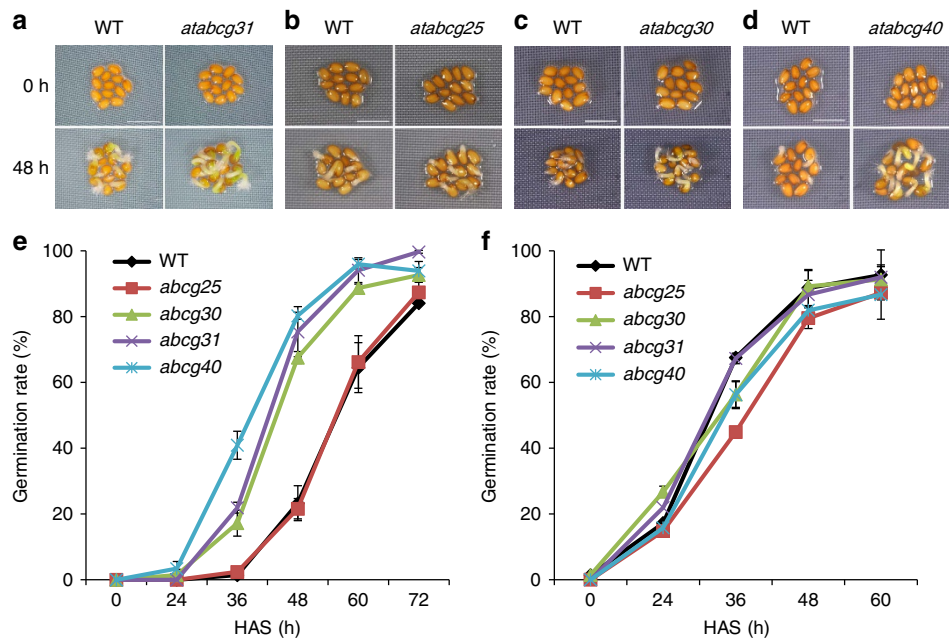 a WT atabcg31 b WT atabcg25 c WT atabcg30 d WT atabcg40
0 h
48 h
e
100
80
60
40
20
0
Germination rate (%)
WT
abcg25
abcg30
abcg31
abcg40
0 24 36 48 60 72
HAS (h)
f
100
80
60
40
20
0
Germination rate (%)
WT
abcg25
abcg30
abcg31
abcg40
0 24 36 48 60
HAS (h)